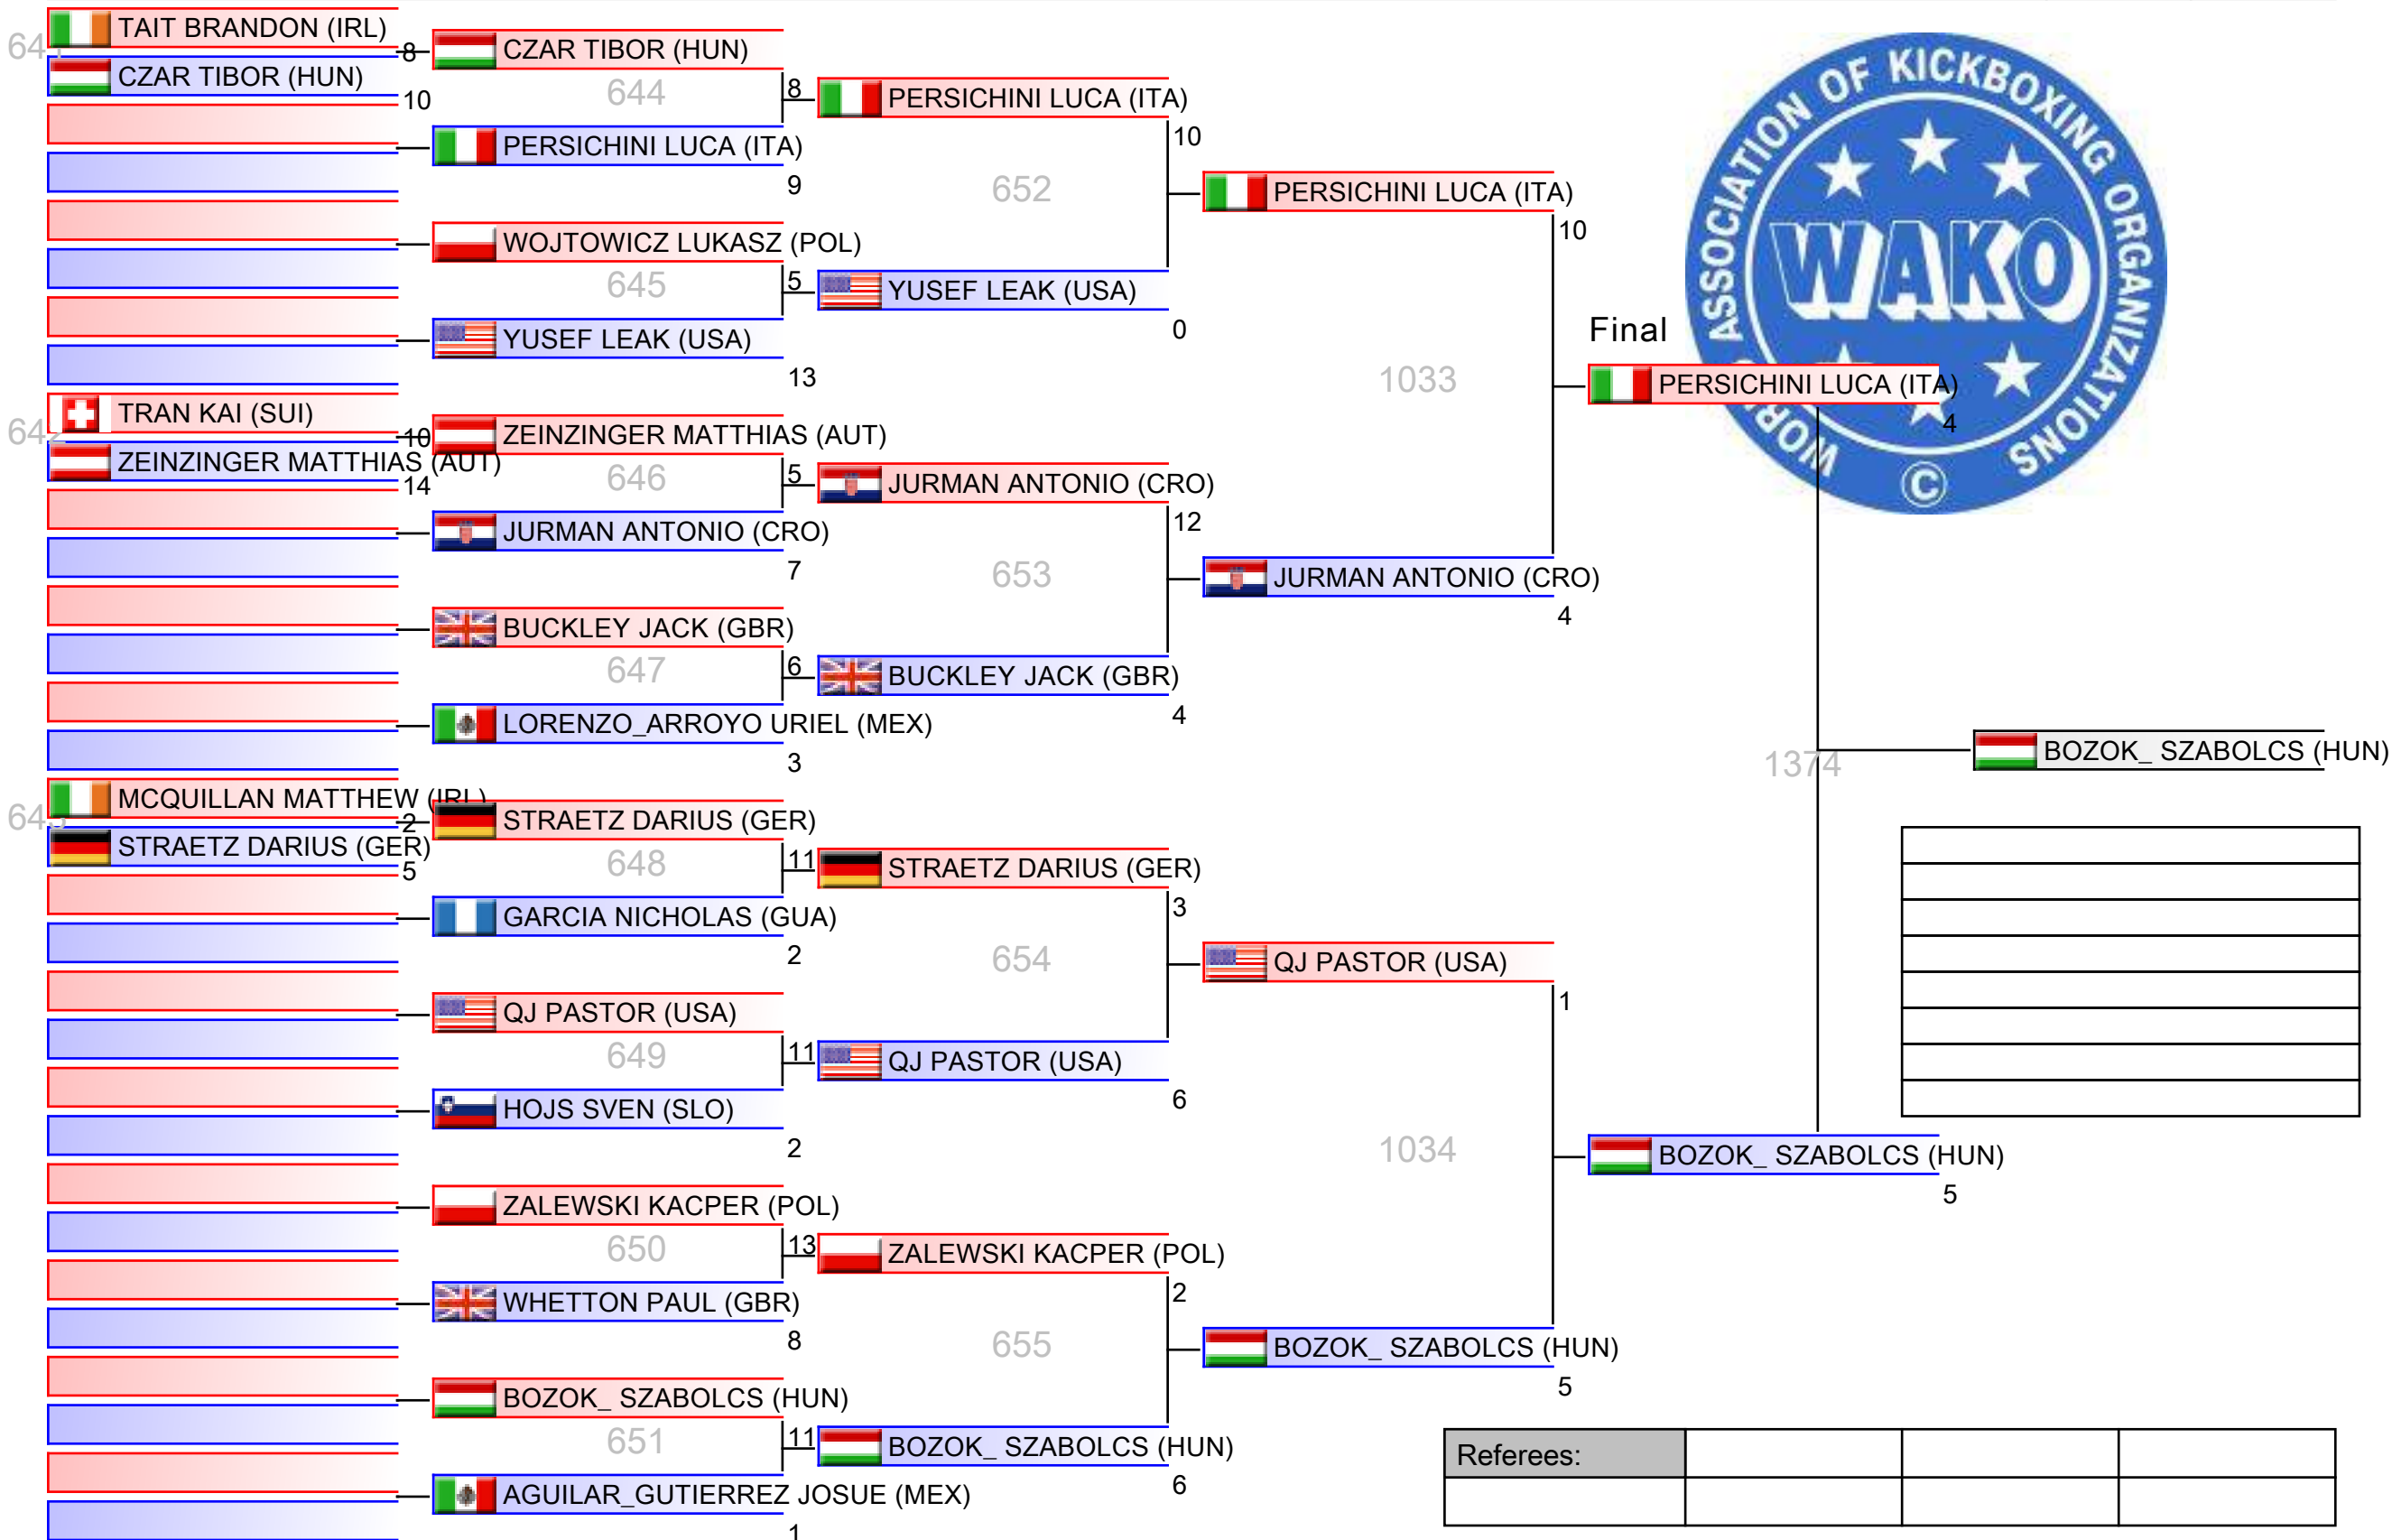 TAIT BRANDON (IRL)
8
CZAR TIBOR (HUN)
10
TRAN KAI (SUI)
10
ZEINZINGER MATTHIAS (AUT)
14
MCQUILLAN MATTHEW (IRL)
2
STRAETZ DARIUS (GER)
5
CZAR TIBOR (HUN)
644
8
PERSICHINI LUCA (ITA)
9
WOJTOWICZ LUKASZ (POL)
645
5
YUSEF LEAK (USA)
13
ZEINZINGER MATTHIAS (AUT)
646
5
JURMAN ANTONIO (CRO)
7
BUCKLEY JACK (GBR)
647
6
LORENZO_ARROYO URIEL (MEX)
3
STRAETZ DARIUS (GER)
648
11
GARCIA NICHOLAS (GUA)
2
QJ PASTOR (USA)
649
11
HOJS SVEN (SLO)
2
ZALEWSKI KACPER (POL)
650
13
WHETTON PAUL (GBR)
8
BOZOK_ SZABOLCS (HUN)
651
11
AGUILAR_GUTIERREZ JOSUE (MEX)
1
PERSICHINI LUCA (ITA)
10
652
YUSEF LEAK (USA)
0
JURMAN ANTONIO (CRO)
12
653
BUCKLEY JACK (GBR)
4
STRAETZ DARIUS (GER)
3
654
QJ PASTOR (USA)
6
ZALEWSKI KACPER (POL)
2
655
BOZOK_ SZABOLCS (HUN)
6
PERSICHINI LUCA (ITA)
10
1033
JURMAN ANTONIO (CRO)
4
QJ PASTOR (USA)
1
1034
BOZOK_ SZABOLCS (HUN)
5
Final
PERSICHINI LUCA (ITA)
4
1374
BOZOK_ SZABOLCS (HUN)
5
BOZOK_ SZABOLCS (HUN)
ASSOCIATION OF KICKBOXING ORGANIZATIONS
WAKO
©
Referees: